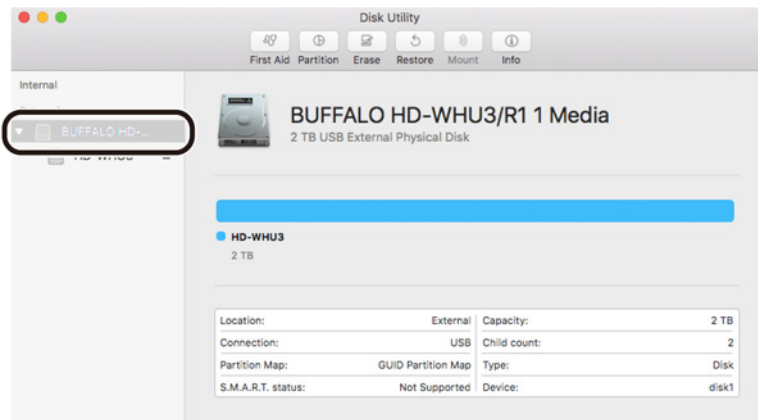 Disk Utility
First Aid Partition Erase Restore Mount Info
Internal
BUFFALO HD-...
BUFFALO HD-WHU3/R1 1 Media
2 TB USB External Physical Disk
HD-WHU3
HD-WHU3
2 TB
Location: External Capacity: 2 TB
Connection: USB Child count: 2
Partition Map: GUID Partition Map Type: Disk
S.M.A.R.T. status: Not Supported Device: disk1